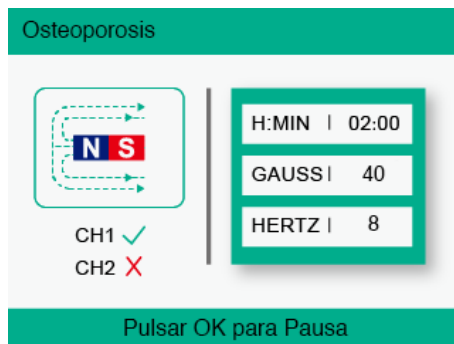 Osteoporosis
N S
CH1
CH2
H:MIN | 02:00
GAUSS | 40
HERTZ | 8
Pulsar OK para Pausa